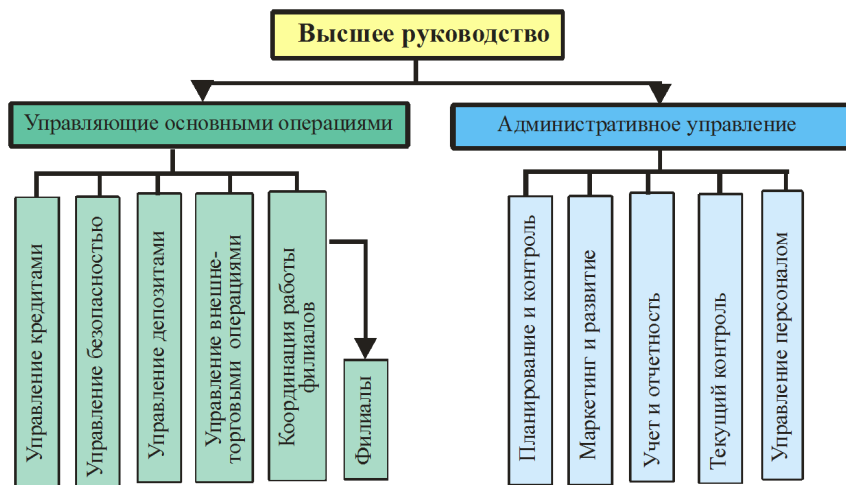 Высшее руководство
Управляющие основными операциями
Административное управление
Управление кредитами
Управление безопасностью
Управление депозитами
Управление внешне-
торговыми операциями
Координация работы
филиалов
Филиалы
Планирование и контроль
Маркетинг и развитие
Учет и отчетность
Текущий контроль
Управление персоналом